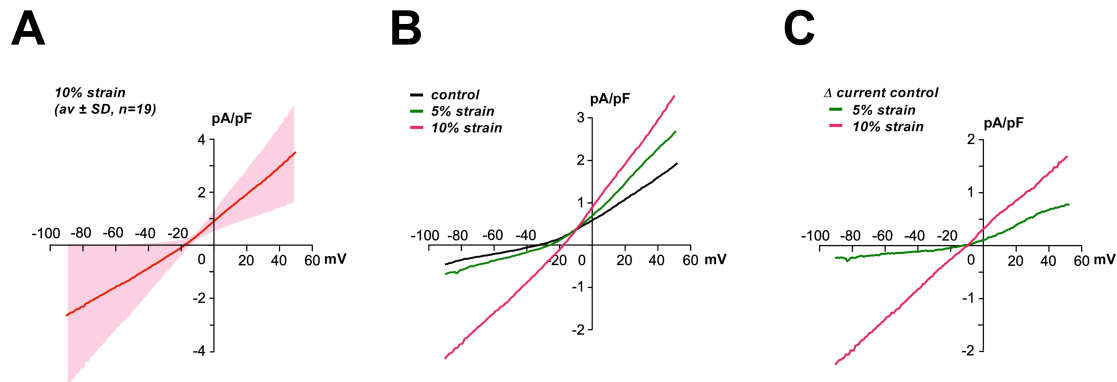 A
B
C
10% strain
(av ± SD, n=19)
pA/pF
4
2
-100 -80 -60 -40 -20
0 20 40 60 mV
-2
-4
control
5% strain
10% strain
pA/pF
3
2
1
-100 -80 -60 -40
-20 0 20 40 60 mV
-1
-2
Δ current control
5% strain
10% strain
pA/pF
2
1
-100 -80 -60 -40 -20
0 20 60 mV
-1
-2